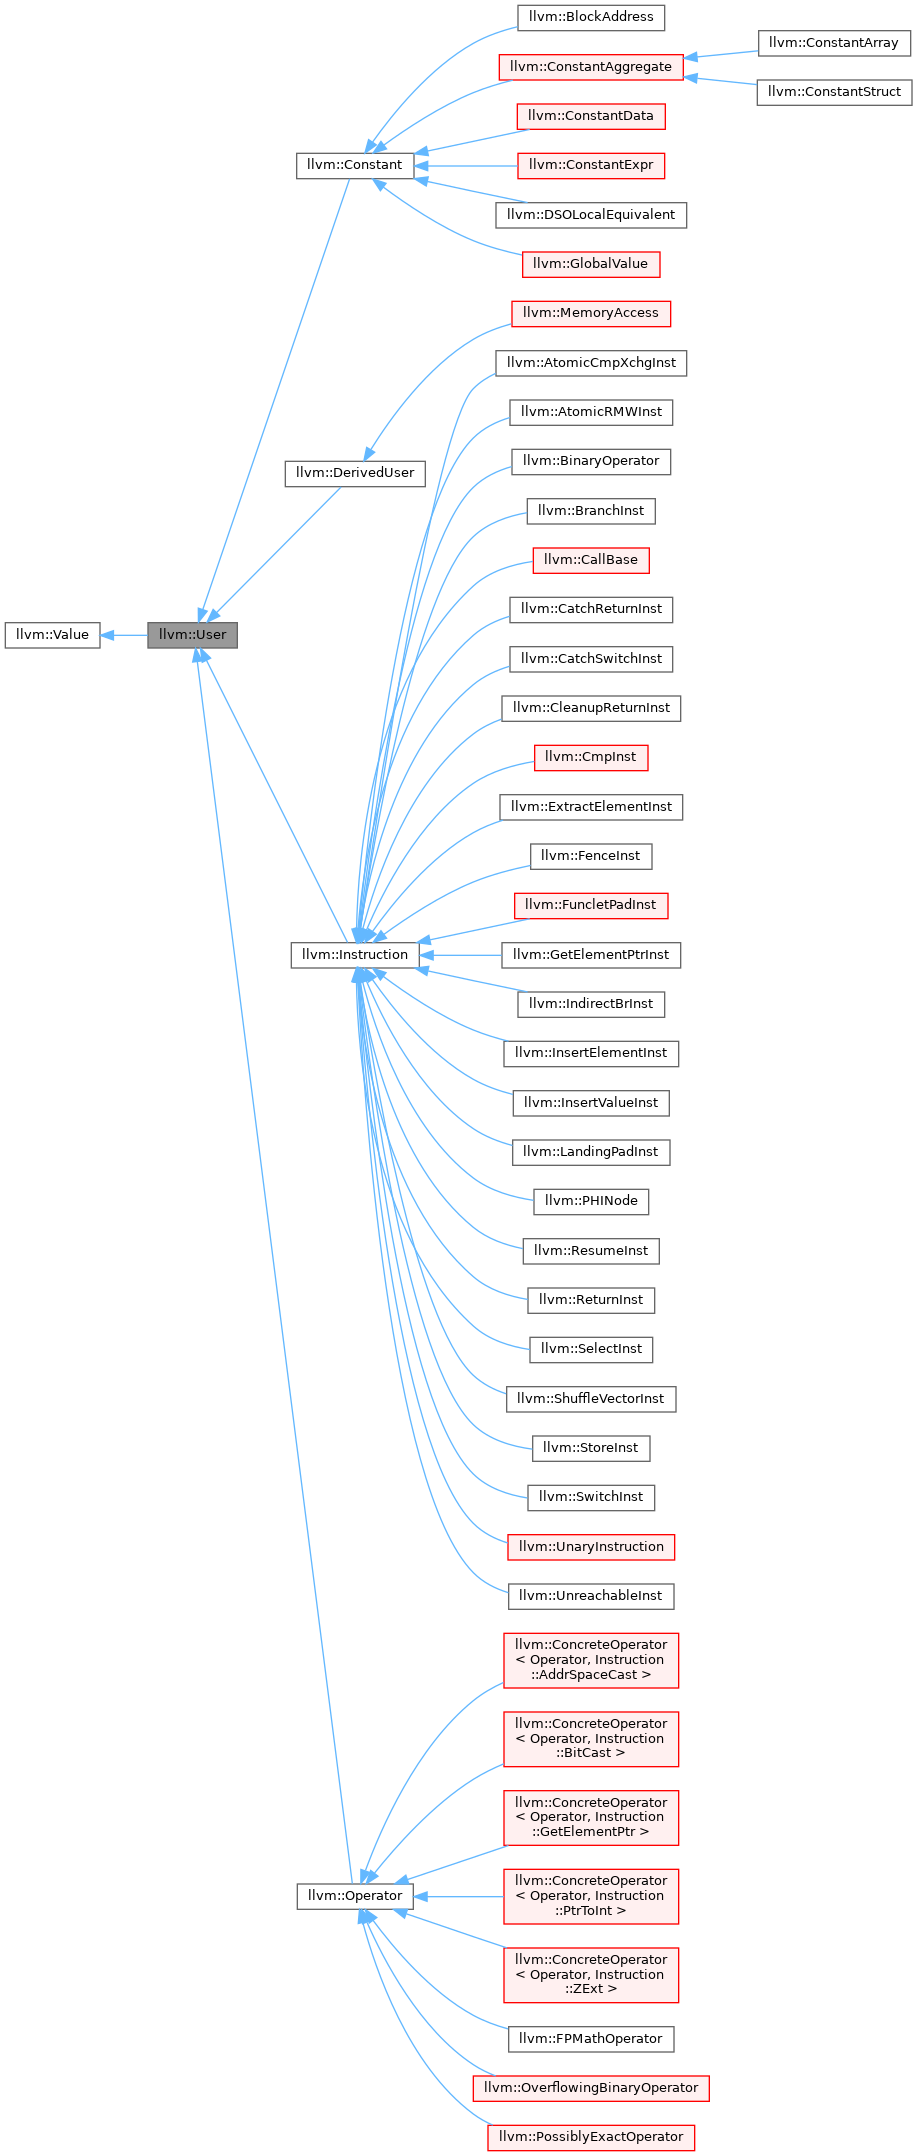 llvm::BlockAddress
llvm::ConstantArray
llvm::ConstantAggregate
llvm::ConstantStruct
llvm::ConstantData
llvm::Constant
llvm::ConstantExpr
llvm::DSOLocalEquivalent
llvm::GlobalValue
llvm::MemoryAccess
llvm::AtomicCmpXchgInst
llvm::AtomicRMWInst
llvm::BinaryOperator
llvm::DerivedUser
llvm::BranchInst
llvm::CallBase
llvm::CatchReturnInst
llvm::Value
llvm::User
llvm::CatchSwitchInst
llvm::CleanupReturnInst
llvm::CmpInst
llvm::ExtractElementInst
llvm::FenceInst
llvm::FuncletPadInst
llvm::Instruction
llvm::GetElementPtrInst
llvm::IndirectBrInst
llvm::InsertElementInst
llvm::InsertValueInst
llvm::LandingPadInst
llvm::PHINode
llvm::ResumeInst
llvm::ReturnInst
llvm::SelectInst
llvm::ShuffleVectorInst
llvm::StoreInst
llvm::SwitchInst
llvm::UnaryInstruction
llvm::UnreachableInst
llvm::ConcreteOperator
< Operator, Instruction
::AddrSpaceCast >
llvm::ConcreteOperator
< Operator, Instruction
::BitCast >
llvm::ConcreteOperator
< Operator, Instruction
::GetElementPtr >
llvm::Operator
llvm::ConcreteOperator
< Operator, Instruction
::PtrToInt >
llvm::ConcreteOperator
< Operator, Instruction
::ZExt >
llvm::FPMathOperator
llvm::OverflowingBinaryOperator
llvm::PossiblyExactOperator